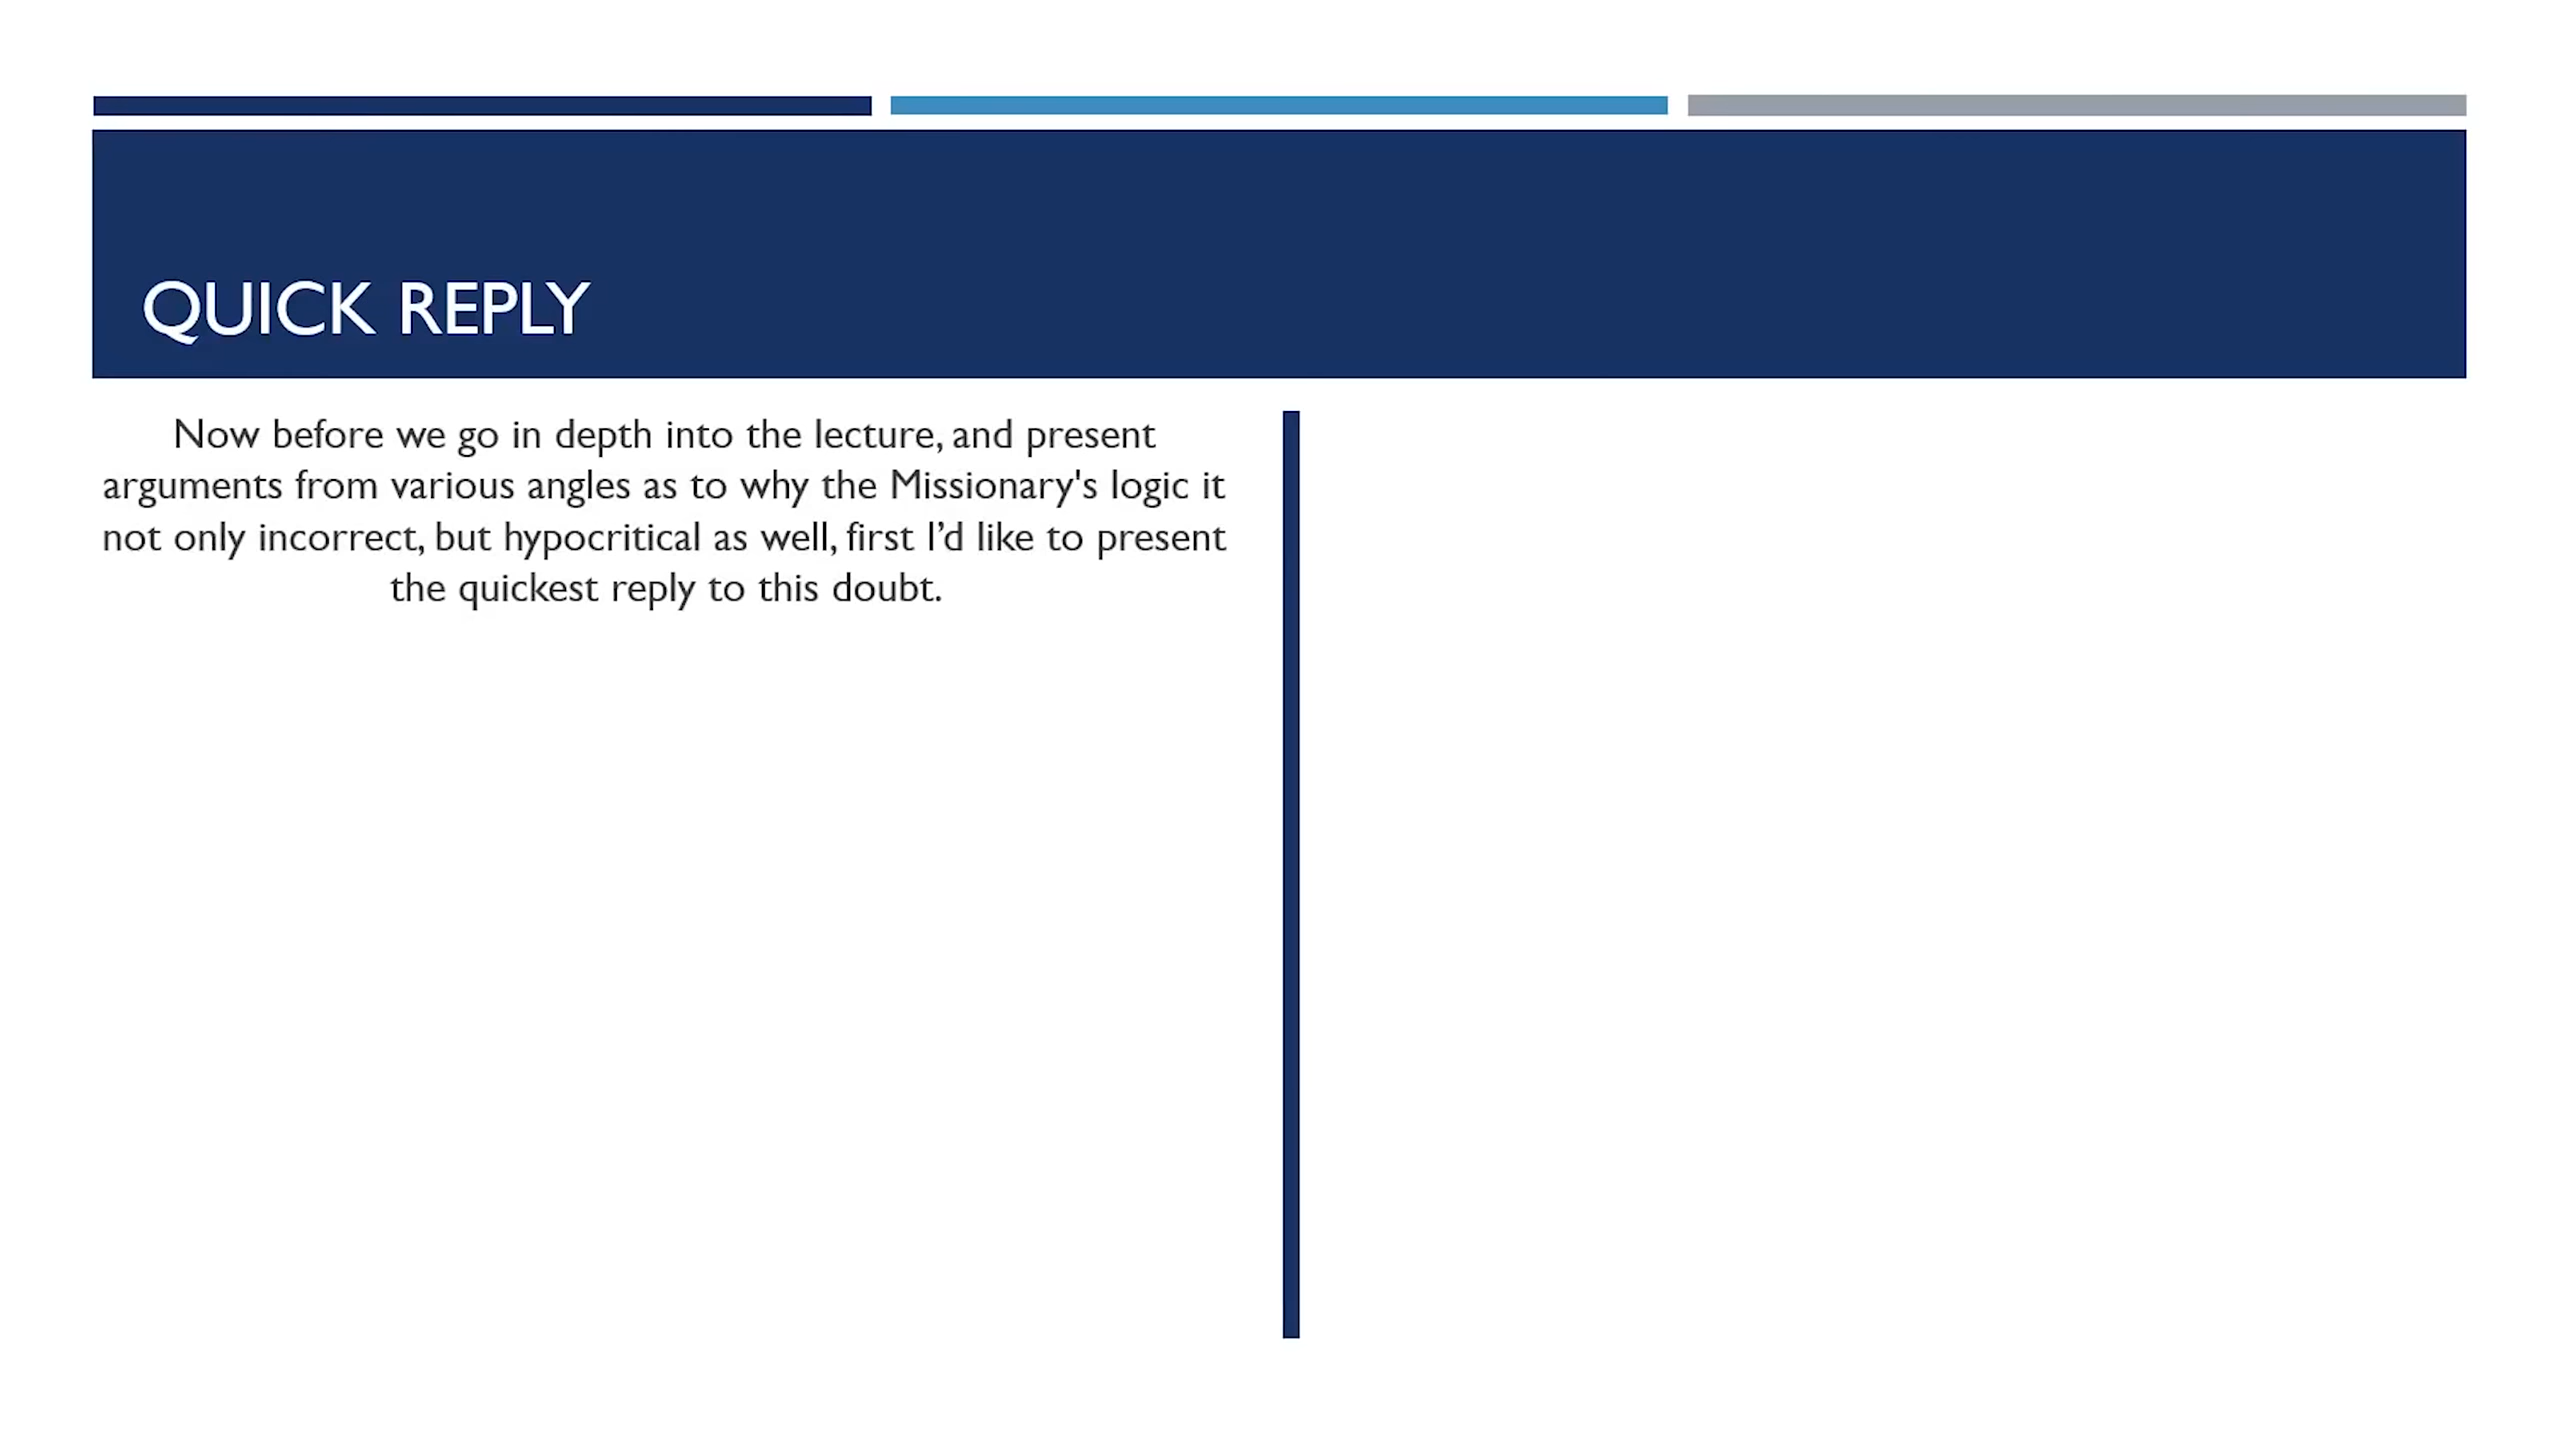 QUICK REPLY
Now before we go in depth into the lecture, and present
arguments from various angles as to why the Missionary's logic it
not only incorrect, but hypocritical as well, first I’d like to present
the quickest reply to this doubt.